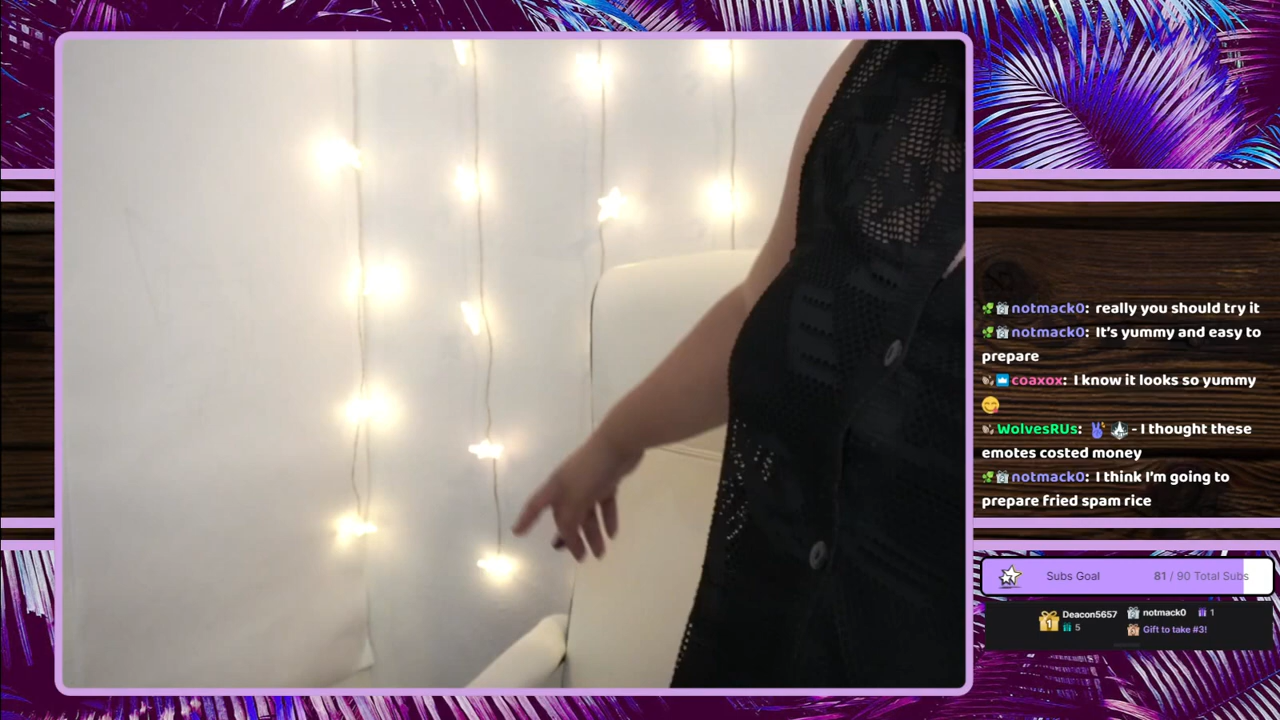 notmack0: really you should try it
notmack0: It's yummy and easy to
prepare
coaxox: I know it looks so yummy
WolvesRUs: - I thought these
emotes costed money
notmack0: I think I'm going to
prepare fried spam rice
Subs Goal 81 / 90 Total Subs
1 Deacon5657 5
notmack0 1
Gift to take #3!